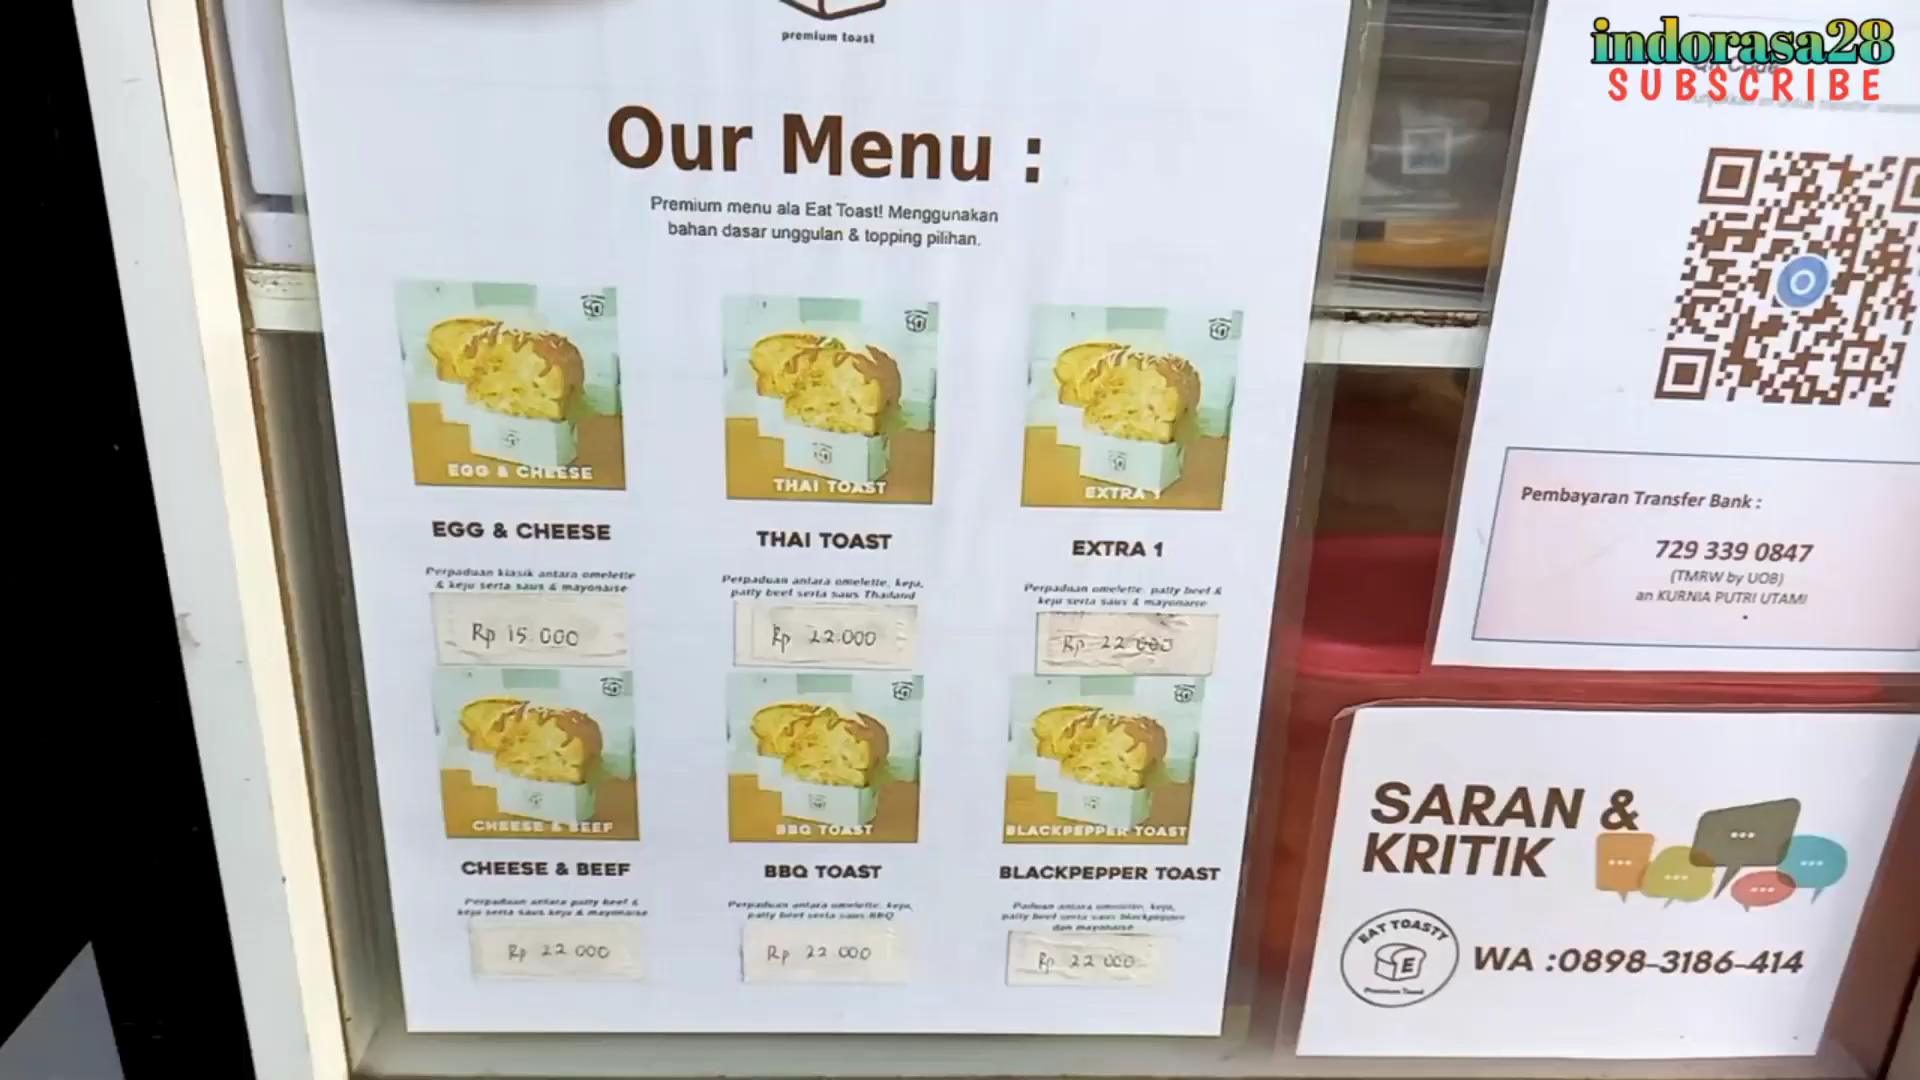 indorasa28
SUBSCRIBE
premium toast
Our Menu :
Premium menu ala Eat Toast! Menggunakan
bahan dasar unggulan & topping pilihan.
EGG & CHEESE
THAI TOAST
EXTRA 1
EGG & CHEESE
Perpaduan klasik antara omelette
& keju serta saus & mayonaise
Rp 15.000
THAI TOAST
Perpaduan antara omelette, keju,
patty beef serta saus Thailand
Rp 22.000
EXTRA 1
Perpaduan omelette, patty beef &
keju serta saus & mayonaise
Rp 22 000
CHEESE & BEEF
BBQ TOAST
BLACKPEPPER TOAST
CHEESE & BEEF
Perpaduan antara patty beef &
keju serta saus keju & mayonaise
Rp 22 000
BBQ TOAST
Perpaduan antara omelette, keju,
patty beef serta saus BBQ
Rp 22 000
BLACKPEPPER TOAST
Paduan antara omelette, keju,
patty beef serta saus blackpepper
dan mayonaise
Rp 22 000
QR Code
Pembayaran Transfer Bank :
729 339 0847
(TMRW by UOB)
an KURNIA PUTRI UTAMI
SARAN &
KRITIK
EAT TOASTY
E
Premium Toast
WA :0898-3186-414